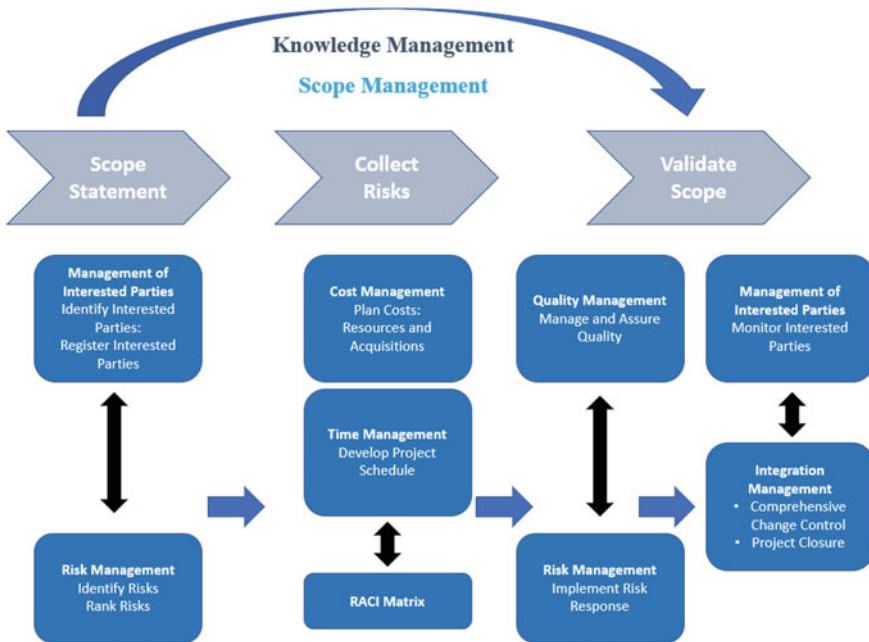 Knowledge Management
Scope Management
Scope
Statement
Collect
Risks
Validate
Scope
Management of
Interested Parties
Identify Interested
Parties:
Register Interested
Parties
Cost Management
Plan Costs:
Resources and
Acquisitions
Quality Management
Manage and Assure
Quality
Management of
Interested Parties
Monitor Interested
Parties
Time Management
Develop Project
Schedule
Integration
Management
• Comprehensive
Change Control
• Project Closure
Risk Management
Identify Risks
Rank Risks
RACI Matrix
Risk Management
Implement Risk
Response